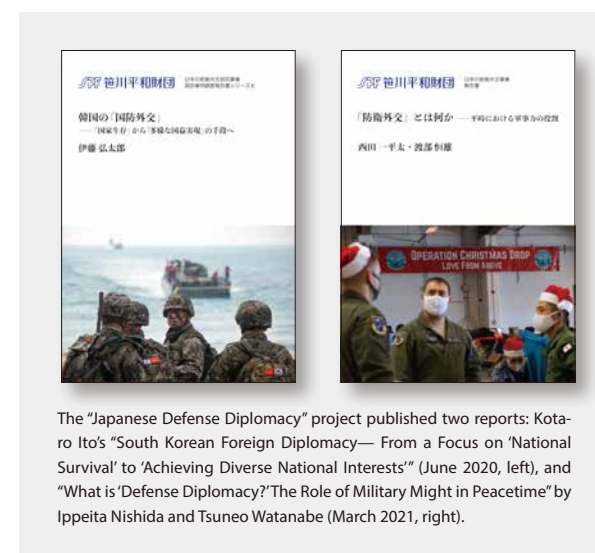 笹川平和財団
韓国の「国防外交」
──「国家生存」から「多様な国益実現」の手段へ
伊藤 弘太郎
笹川平和財団
「防衛外交」とは何か──平時における軍事力の役割
西田 一平太・渡部 恒雄
OPERATION CHRISTMAS DROP
LOVE FROM ABOVE
The “Japanese Defense Diplomacy” project published two reports: Kota-
ro Ito’s “South Korean Foreign Diplomacy— From a Focus on ‘National
Survival’ to ‘Achieving Diverse National Interests’” (June 2020, left), and
“What is ‘Defense Diplomacy?’ The Role of Military Might in Peacetime” by
Ippeita Nishida and Tsuneo Watanabe (March 2021, right).